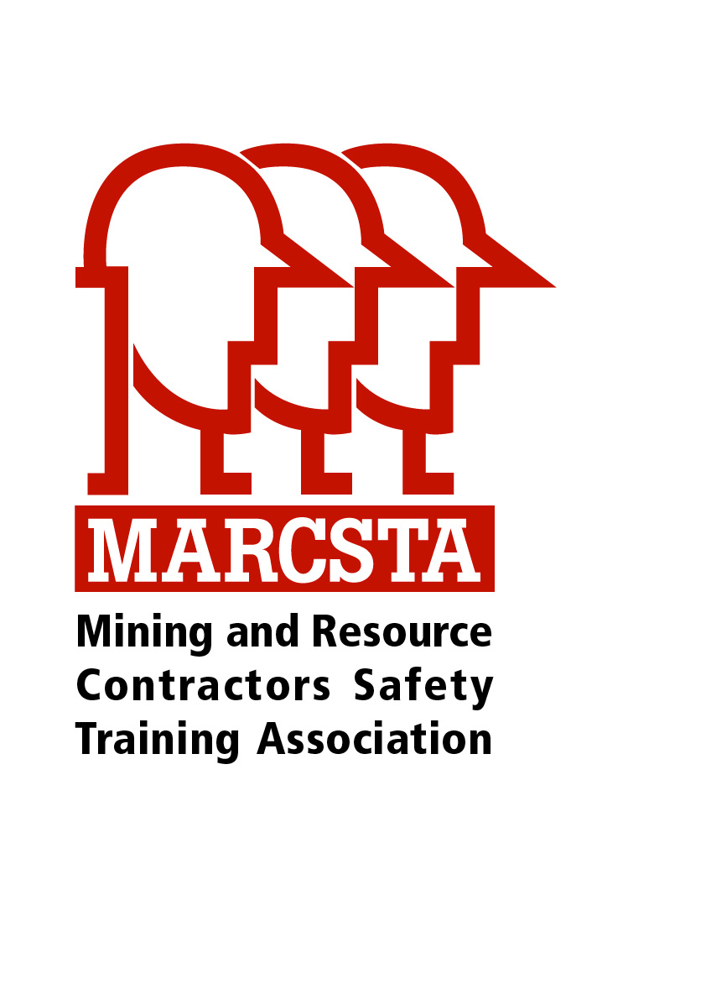 MARCSTA
Mining and Resource
Contractors Safety
Training Association